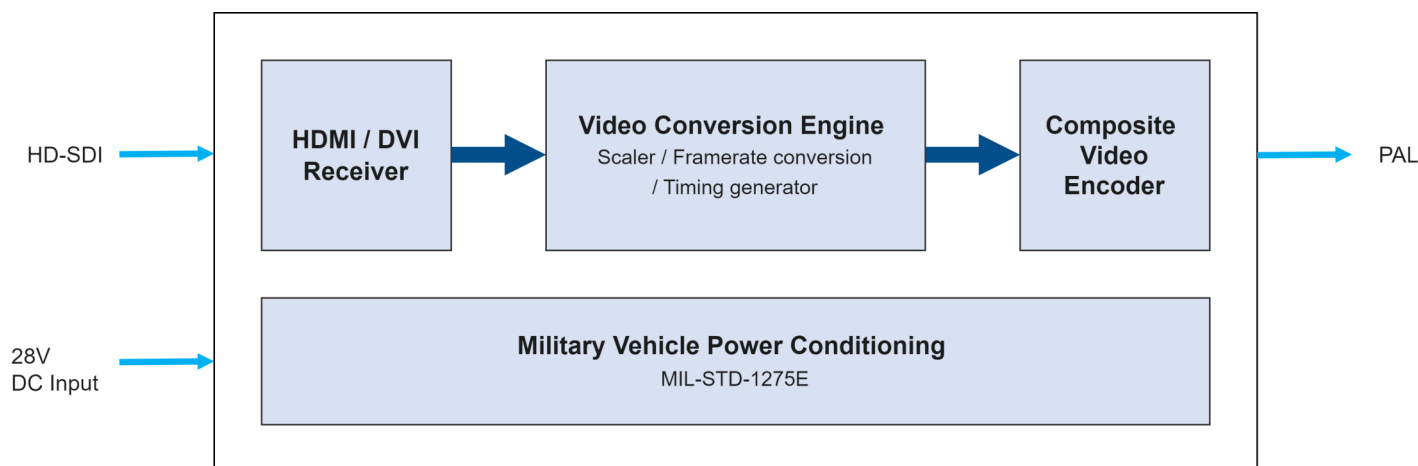 HD-SDI
HDMI / DVI
Receiver
Video Conversion Engine
Scaler / Framerate conversion
/ Timing generator
Composite
Video
Encoder
PAL
28V
DC Input
Military Vehicle Power Conditioning
MIL-STD-1275E